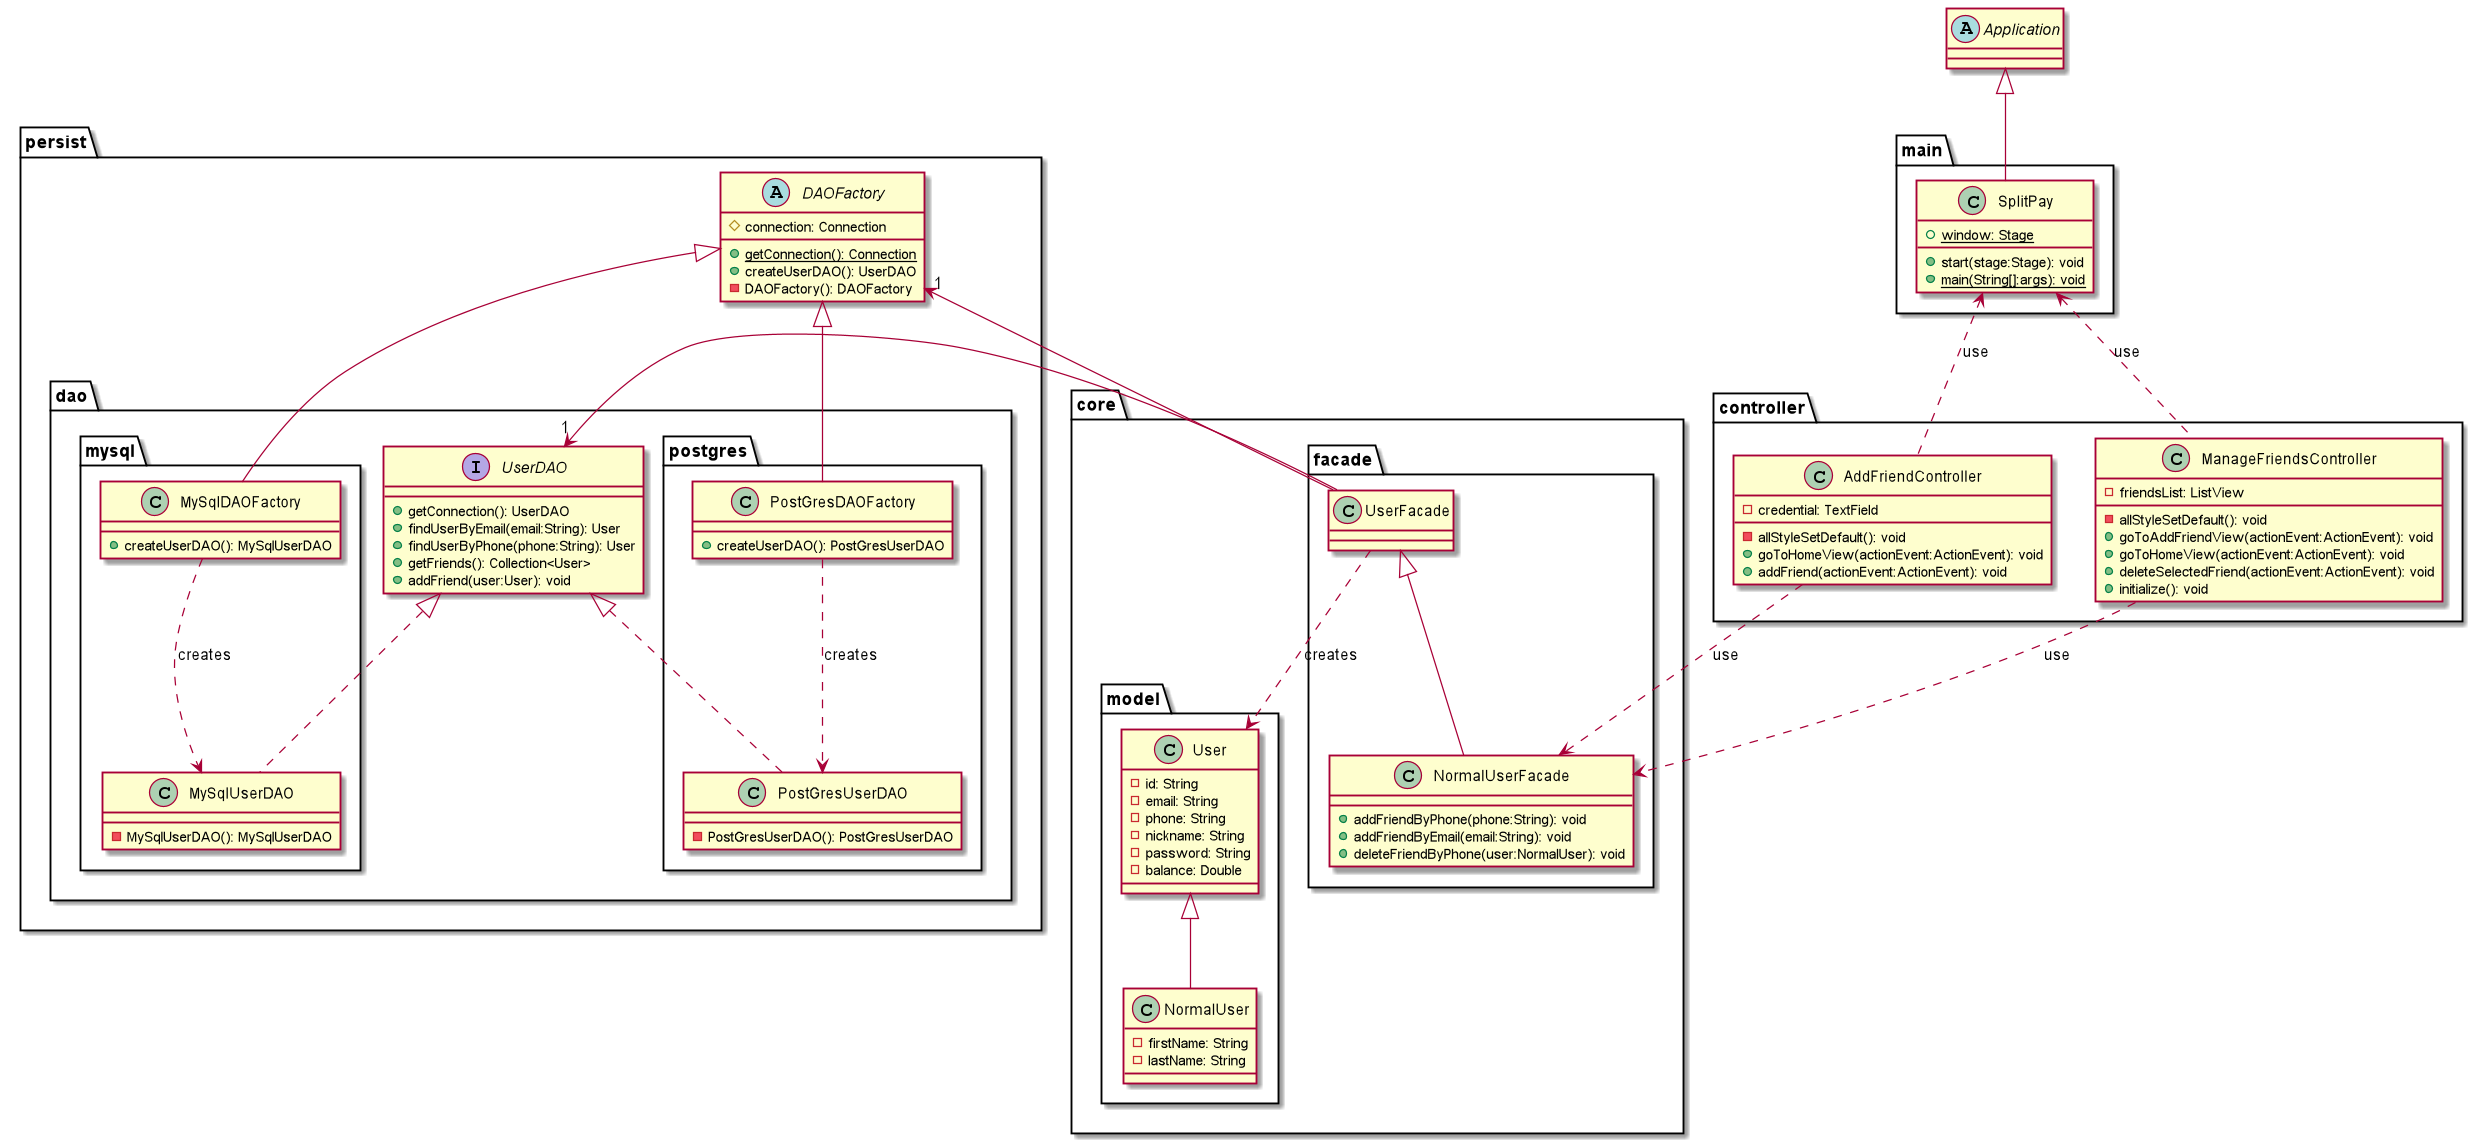 A Application
main
C SplitPay
window: Stage
start(stage:Stage): void
main(String[]:args): void
persist
A DAOFactory
connection: Connection
getConnection(): Connection
createUserDAO(): UserDAO
DAOFactory(): DAOFactory
1
1
use
use
dao
mysql
C MySqlDAOFactory
createUserDAO(): MySqlUserDAO
I UserDAO
getConnection(): UserDAO
findUserByEmail(email:String): User
findUserByPhone(phone:String): User
getFriends(): Collection<User>
addFriend(user:User): void
postgres
C PostGresDAOFactory
createUserDAO(): PostGresUserDAO
creates
creates
C MySqlUserDAO
MySqlUserDAO(): MySqlUserDAO
C PostGresUserDAO
PostGresUserDAO(): PostGresUserDAO
core
facade
C UserFacade
creates
C NormalUserFacade
addFriendByPhone(phone:String): void
addFriendByEmail(email:String): void
deleteFriendByPhone(user:NormalUser): void
model
C User
id: String
email: String
phone: String
nickname: String
password: String
balance: Double
C NormalUser
firstName: String
lastName: String
controller
C AddFriendController
credential: TextField
allStyleSetDefault(): void
goToHomeView(actionEvent:ActionEvent): void
addFriend(actionEvent:ActionEvent): void
C ManageFriendsController
friendsList: ListView
allStyleSetDefault(): void
goToAddFriendView(actionEvent:ActionEvent): void
goToHomeView(actionEvent:ActionEvent): void
deleteSelectedFriend(actionEvent:ActionEvent): void
initialize(): void
use
use